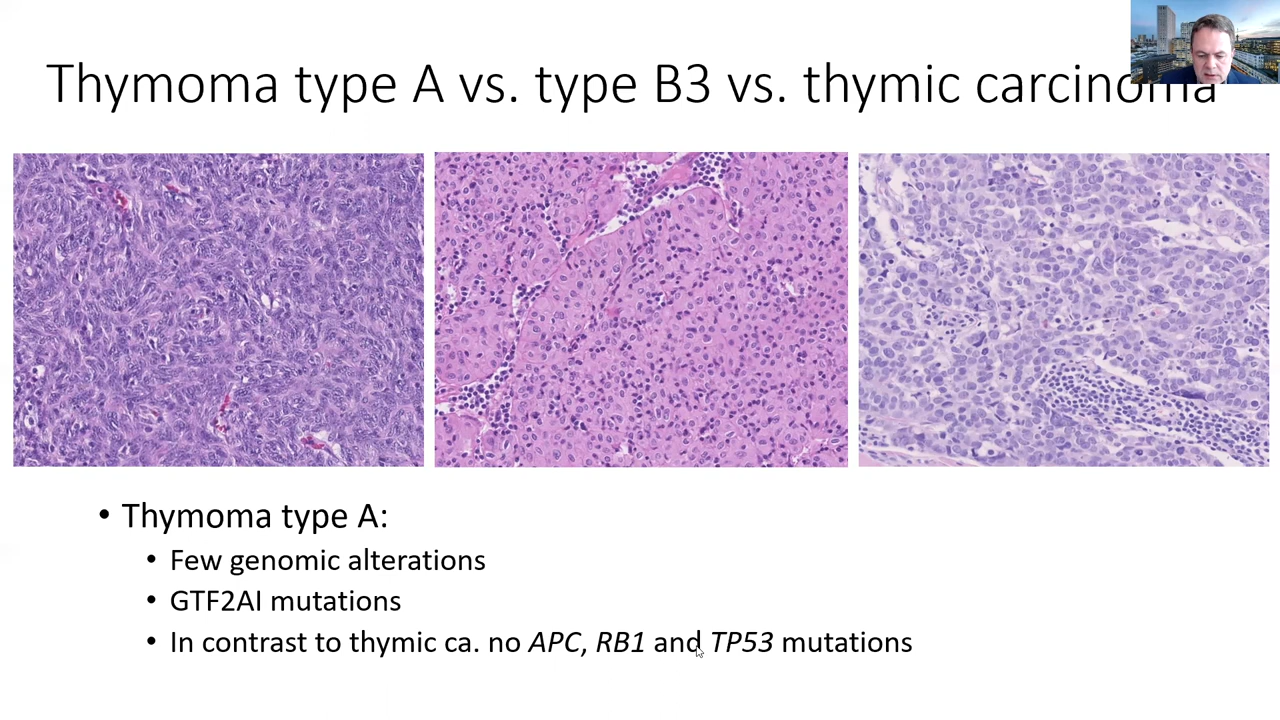 Thymoma type A vs. type B3 vs. thymic carcinoma
• Thymoma type A:
• Few genomic alterations
• GTF2AI mutations
• In contrast to thymic ca. no APC, RB1 and TP53 mutations